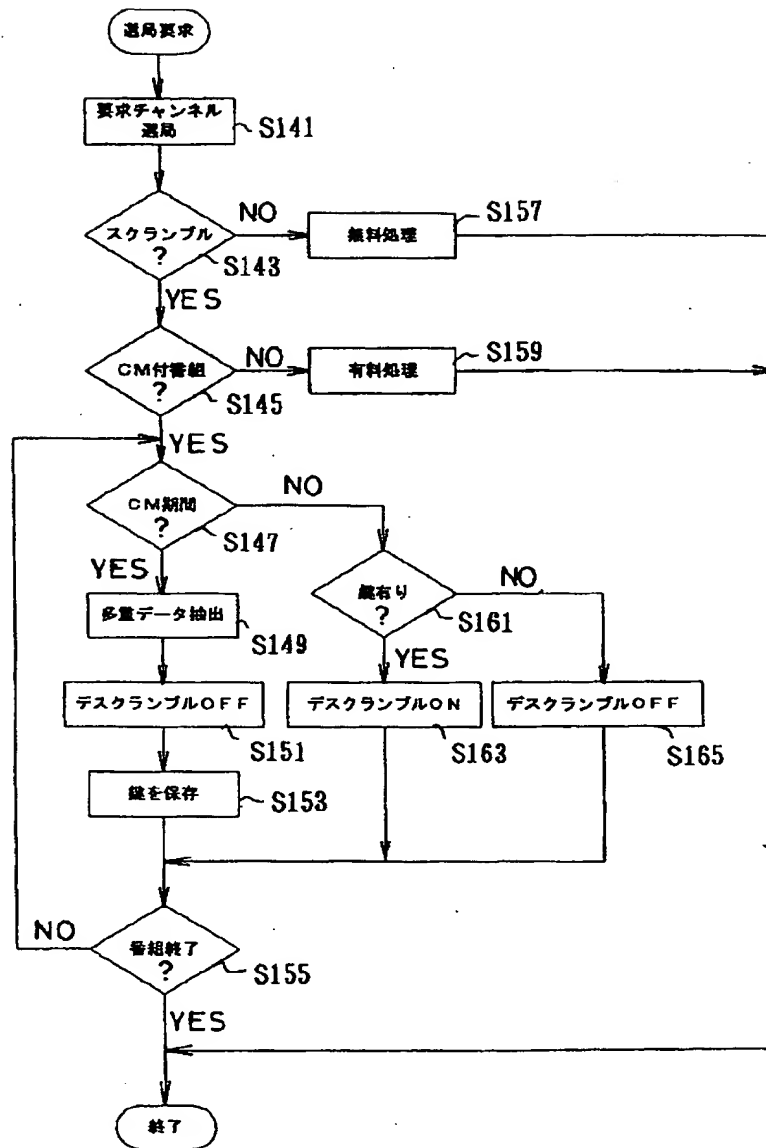 選局要求
要求チャンネル
選局
S141
スクランブル
?
S143
NO
無料処理
S157
YES
CM付番組
?
S145
NO
有料処理
S159
YES
CM期間
?
S147
NO
YES
多重データ抽出
S149
鍵有り
?
S161
NO
YES
デスクランブルOFF
S151
デスクランブルON
S163
デスクランブルOFF
S165
鍵を保存
S153
NO
番組終了
?
S155
YES
終了